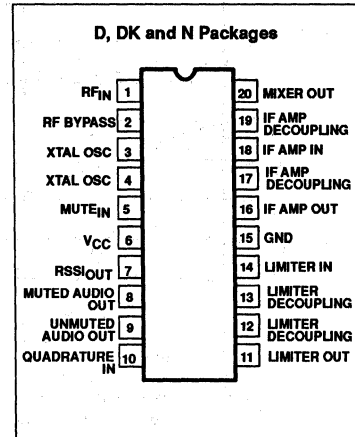 D, DK and N Packages
RFIN 1
RF BYPASS 2
XTAL OSC 3
XTAL OSC 4
MUTEIN 5
VCC 6
RSSIOUT 7
MUTED AUDIO
OUT 8
UNMUTED
AUDIO OUT 9
QUADRATURE
IN 10
20 MIXER OUT
19 IF AMP
DECOUPLING
18 IF AMP IN
17 IF AMP
DECOUPLING
16 IF AMP OUT
15 GND
14 LIMITER IN
13 LIMITER
DECOUPLING
12 LIMITER
DECOUPLING
11 LIMITER OUT